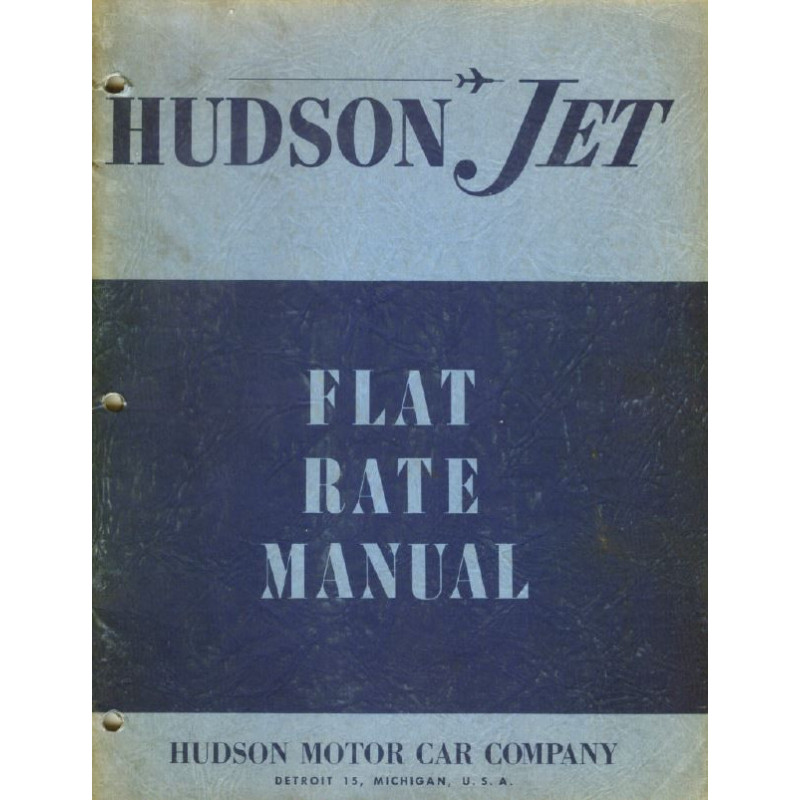 HUDSON JET
FLAT
RATE
MANUAL
HUDSON MOTOR CAR COMPANY
DETROIT 15, MICHIGAN, U. S. A.